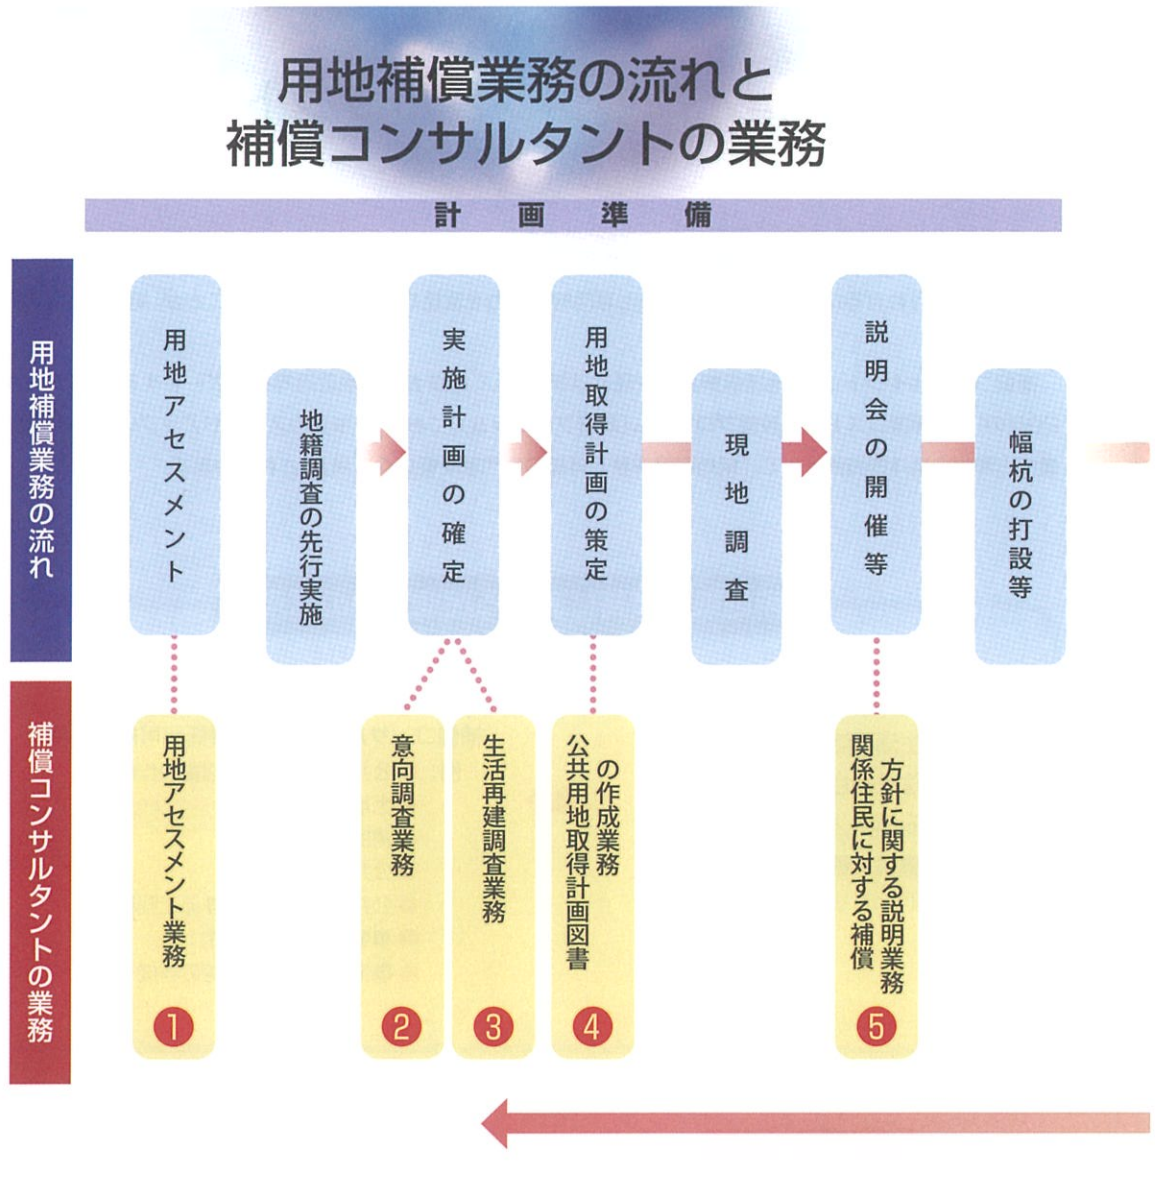 用地補償業務の流れと
補償コンサルタントの業務
計画準備
用地補償業務の流れ
用地アセスメント
地籍調査の先行実施
実施計画の確定
用地取得計画の策定
現地調査
説明会の開催等
幅杭の打設等
補償コンサルタントの業務
用地アセスメント業務
1
意向調査業務
2
生活再建調査業務
3
公共用地取得計画図書
の作成業務
4
関係住民に対する補償
方針に関する説明業務
5